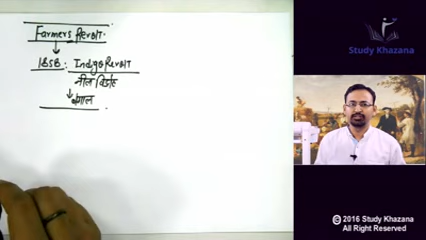 Farmers Revolt.
1858: Indigo Revolt
नील विद्रोह
बंगाल
Study Khazana
© 2016 Study Khazana
All Right Reserved